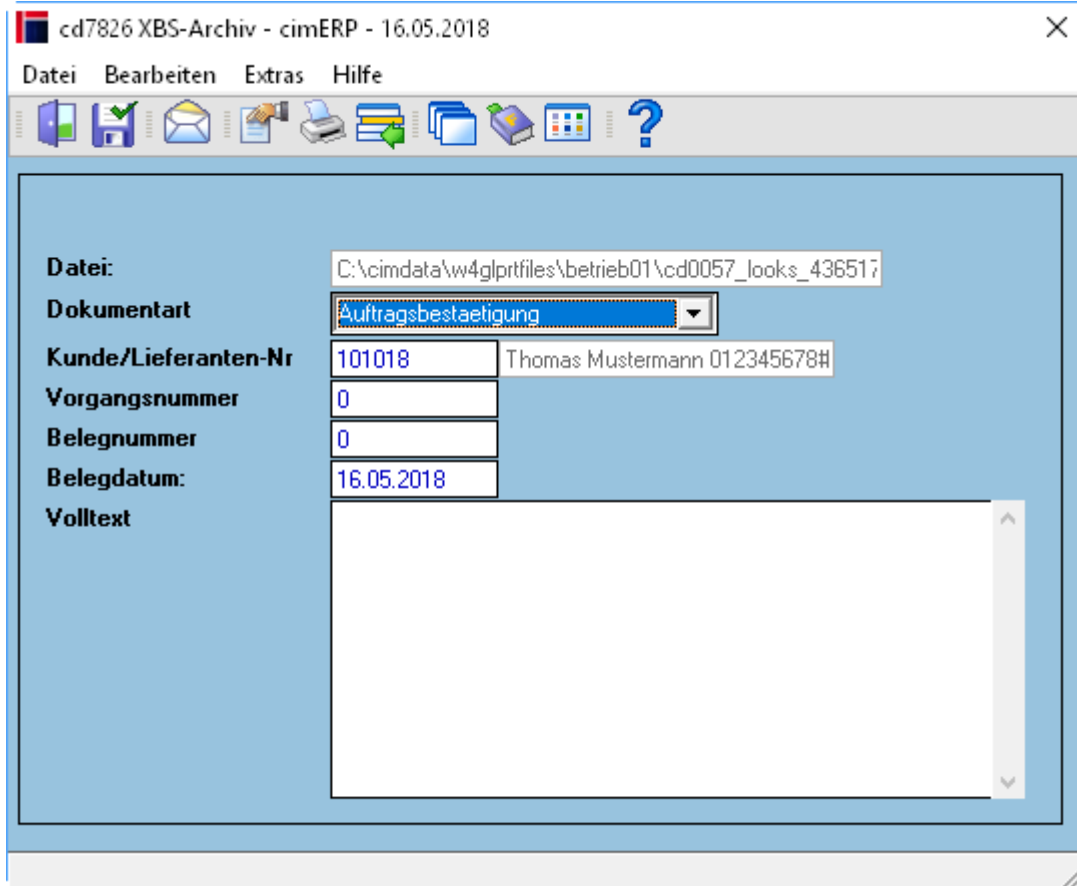 cd7826 XBS-Archiv - cimERP - 16.05.2018
Datei Bearbeiten Extras Hilfe
Datei: C:\cimdata\w4glprtfiles\betrieb01\cd0057_looks_436517
Dokumentart Auftragsbestaetigung
Kunde/Lieferanten-Nr 101018 Thomas Mustermann 012345678#
Vorgangsnummer 0
Belegnummer 0
Belegdatum: 16.05.2018
Volltext